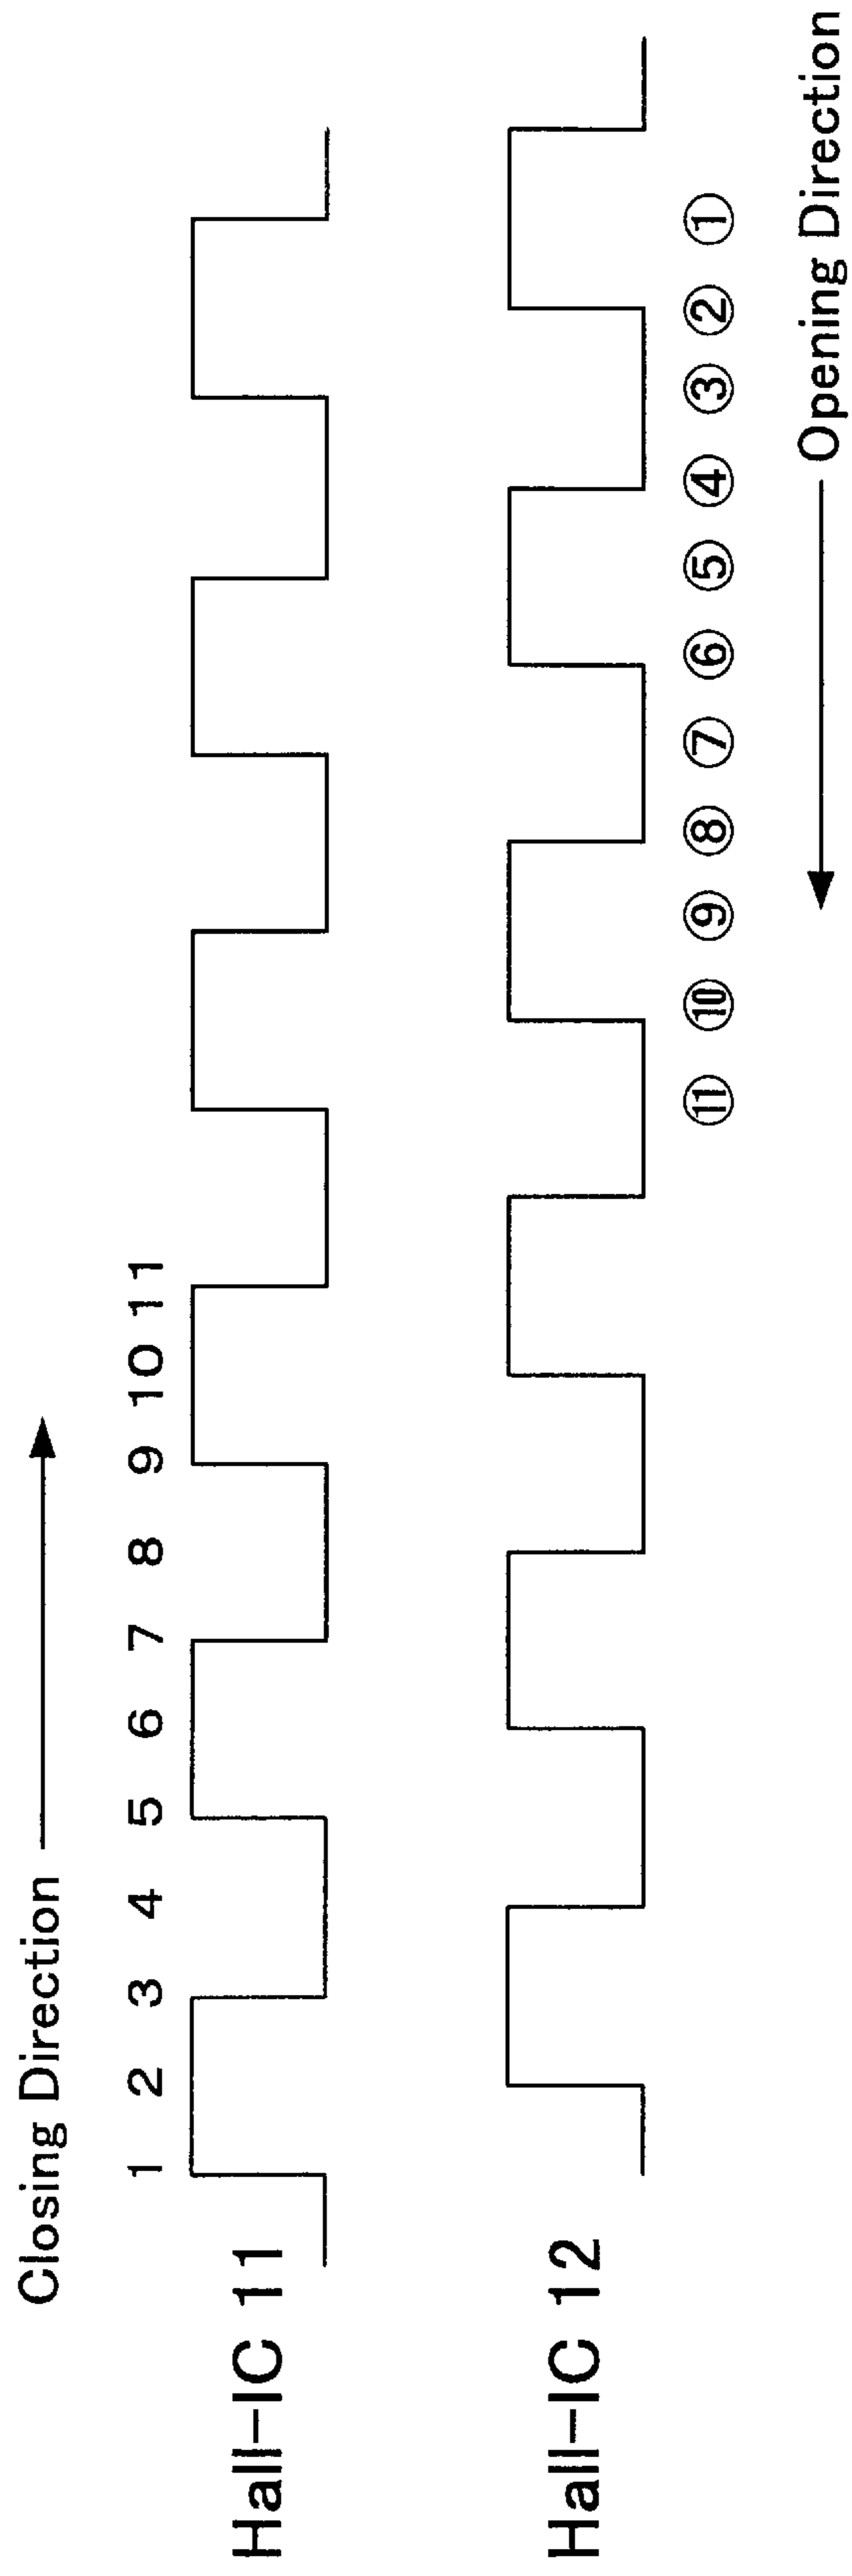 Closing Direction
1 2 3 4 5 6 7 8 9 10 11
Hall-IC 11
Hall-IC 12
⑪ ⑩ ⑨ ⑧ ⑦ ⑥ ⑤ ④ ③ ② ①
Opening Direction